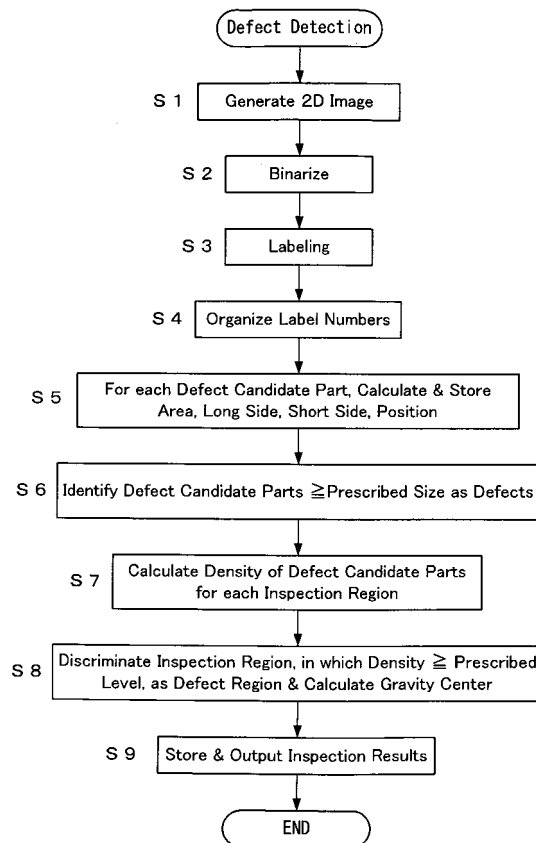 Defect Detection
S 1
Generate 2D Image
S 2
Binarize
S 3
Labeling
S 4
Organize Label Numbers
S 5
For each Defect Candidate Part, Calculate & Store
Area, Long Side, Short Side, Position
S 6
Identify Defect Candidate Parts ≧Prescribed Size as Defects
S 7
Calculate Density of Defect Candidate Parts
for each Inspection Region
S 8
Discriminate Inspection Region, in which Density ≧ Prescribed
Level, as Defect Region & Calculate Gravity Center
S 9
Store & Output Inspection Results
END